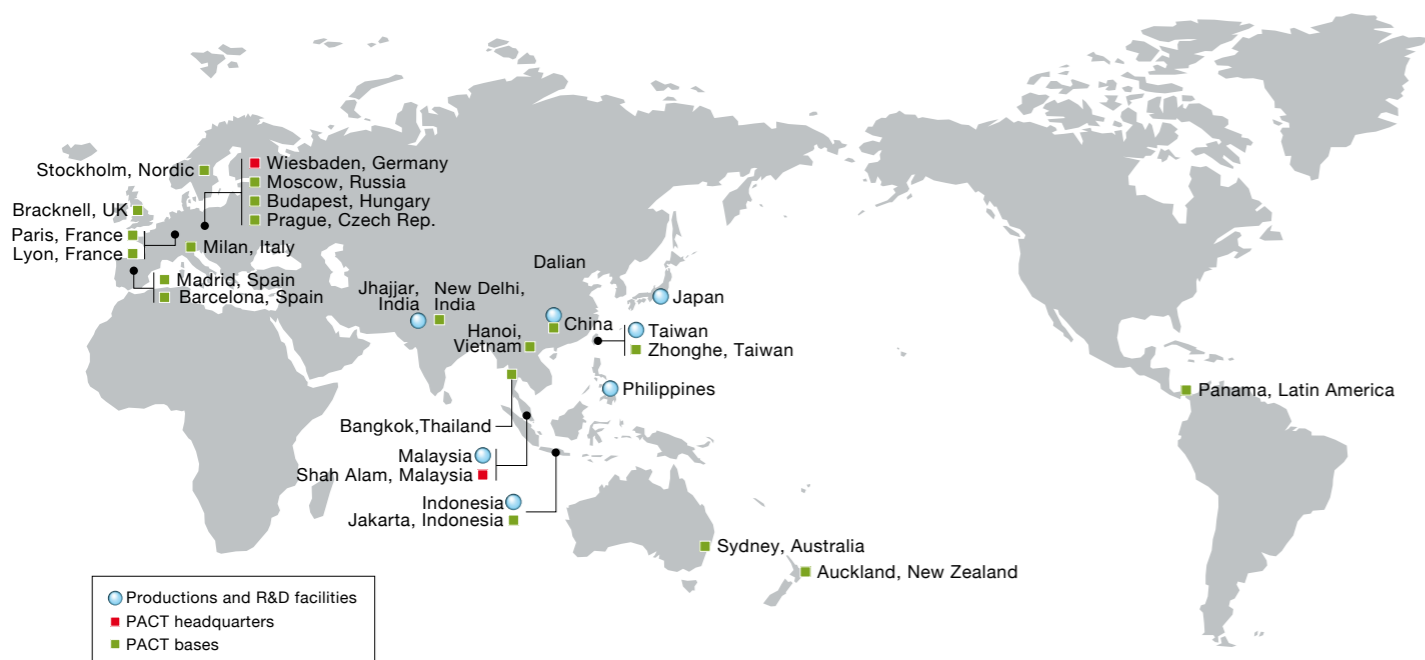 Stockholm, Nordic
Wiesbaden, Germany
Moscow, Russia
Budapest, Hungary
Prague, Czech Rep.
Bracknell, UK
Paris, France
Lyon, France
Milan, Italy
Madrid, Spain
Barcelona, Spain
Dalian
Jhajjar,
India
New Delhi,
India
Japan
China
Hanoi,
Vietnam
Taiwan
Zhonghe, Taiwan
Philippines
Panama, Latin America
Bangkok,Thailand
Malaysia
Shah Alam, Malaysia
Indonesia
Jakarta, Indonesia
Sydney, Australia
Auckland, New Zealand
Productions and R&D facilities
PACT headquarters
PACT bases